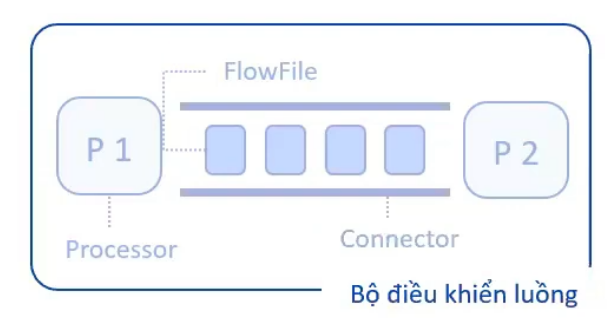 FlowFile
P 1
P 2
Processor
Connector
Bộ điều khiển luồng